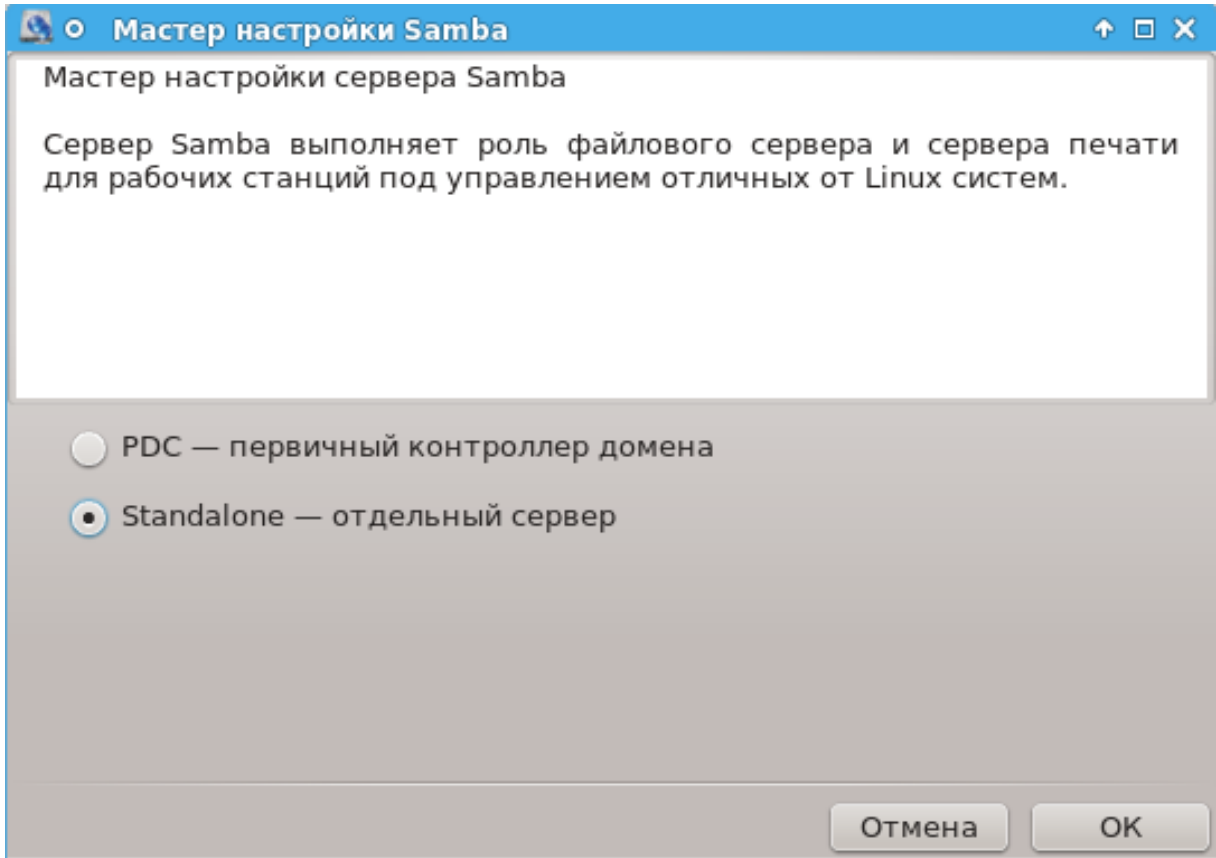 Мастер настройки Samba
Мастер настройки сервера Samba
Сервер Samba выполняет роль файлового сервера и сервера печати
для рабочих станций под управлением отличных от Linux систем.
PDC — первичный контроллер домена
Standalone — отдельный сервер
Отмена
OK